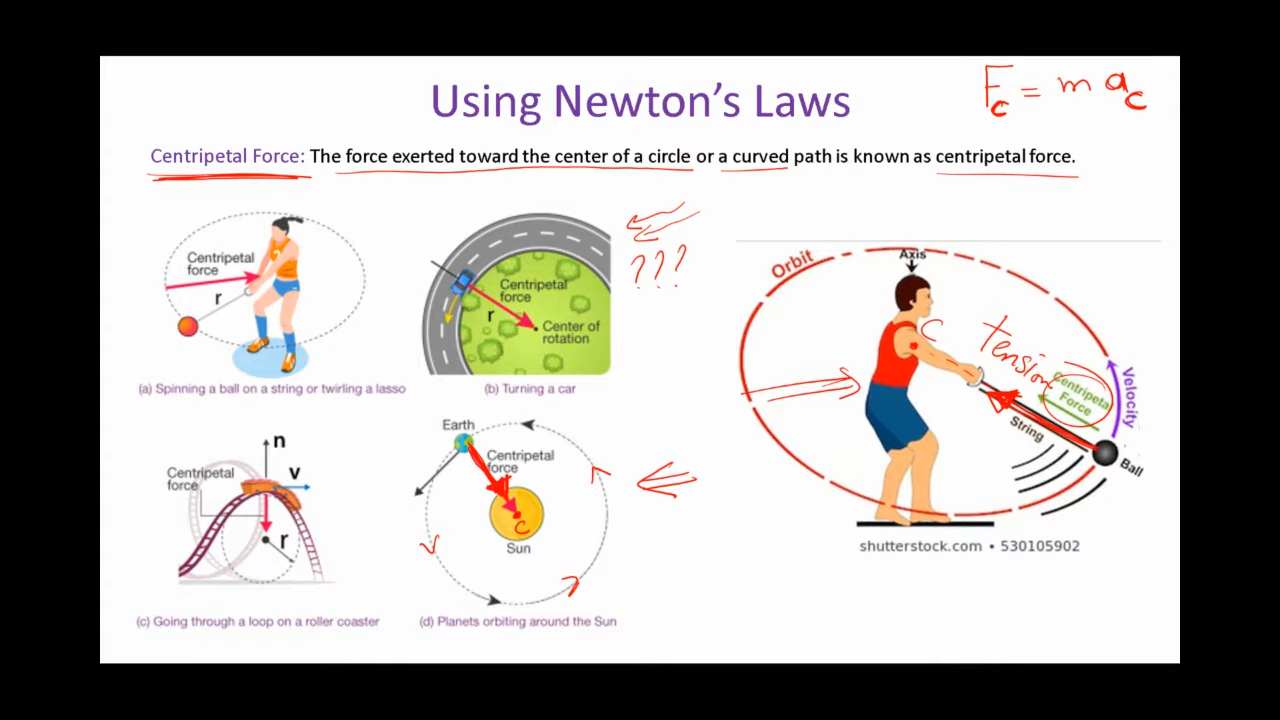 Using Newton's Laws
F_c = m a_c
Centripetal Force: The force exerted toward the center of a circle or a curved path is known as centripetal force.
Centripetal
force
r
(a) Spinning a ball on a string or twirling a lasso
Centripetal
force
r
Center of
rotation
(b) Turning a car
???
n
Centripetal
force
v
r
(c) Going through a loop on a roller coaster
Earth
Centripetal
force
C
Sun
(d) Planets orbiting around the Sun
Orbit
Axis
C
tension
Centripetal
Force
Velocity
String
Ball
shutterstock.com • 530105902